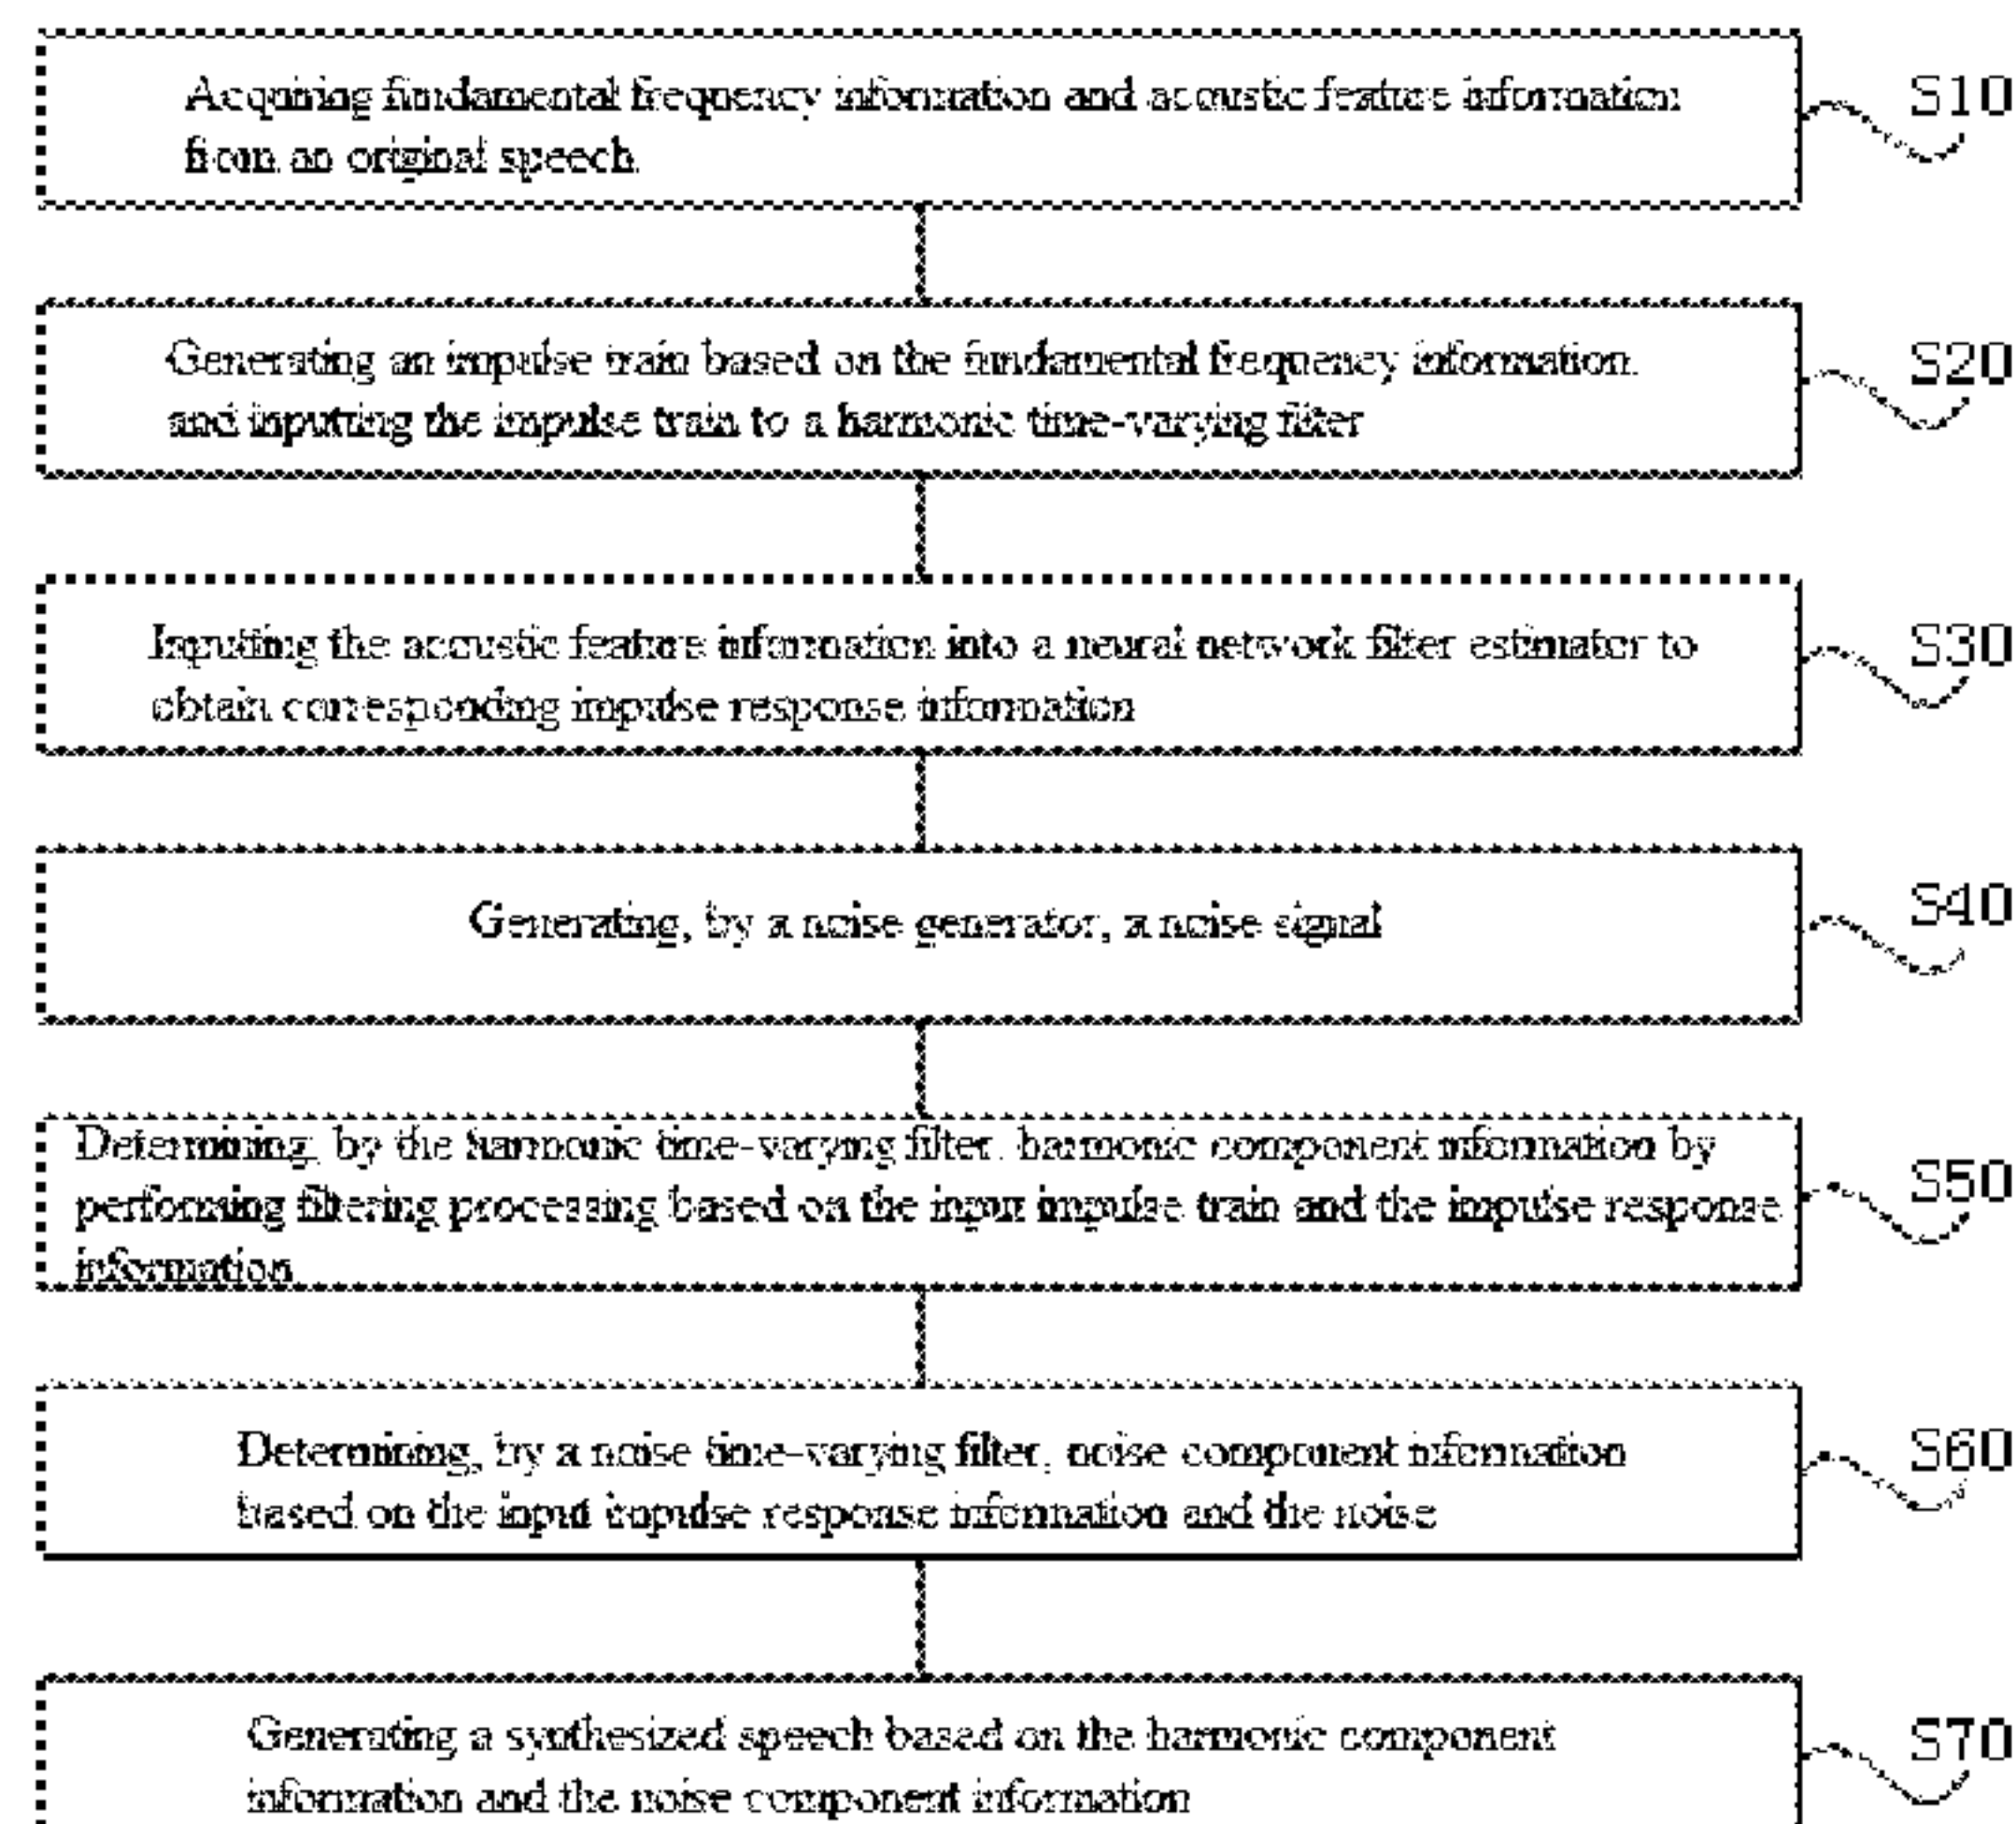 Acquiring fundamental frequency information and acoustic feature information
from an original speech
S10
Generating an impulse train based on the fundamental frequency information
and inputting the impulse train to a harmonic time-varying filter
S20
Inputting the acoustic feature information into a neural network filter estimator to
obtain corresponding impulse response information
S30
Generating, by a noise generator, a noise signal
S40
Determining, by the harmonic time-varying filter, harmonic component information by
performing filtering processing based on the input impulse train and the impulse response
information
S50
Determining, by a noise time-varying filter, noise component information
based on the input impulse response information and the noise
S60
Generating a synthesized speech based on the harmonic component
information and the noise component information
S70